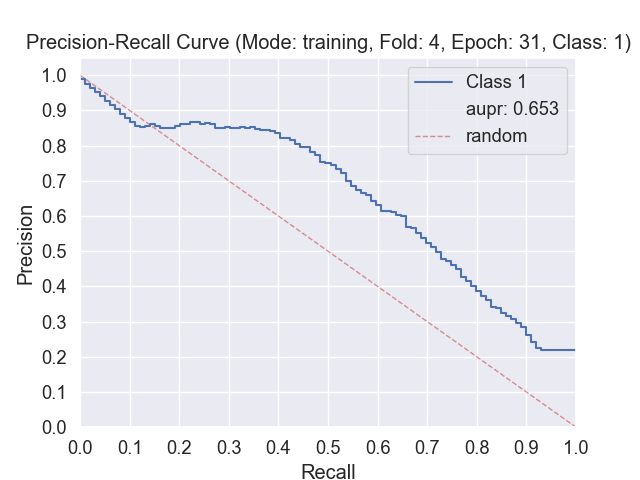 Precision-Recall Curve (Mode: training, Fold: 4, Epoch: 31, Class: 1)
1.0
0.9
0.8
0.7
0.6
0.5
0.4
0.3
0.2
0.1
0.0
Precision
Class 1
aupr: 0.653
random
0.0 0.1 0.2 0.3 0.4 0.5 0.6 0.7 0.8 0.9 1.0
Recall